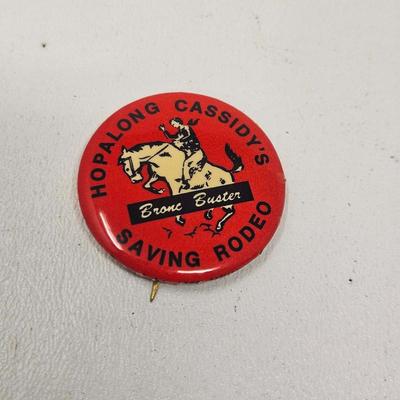 HOPALONG CASSIDY'S
Bronc Buster
SAVING RODEO